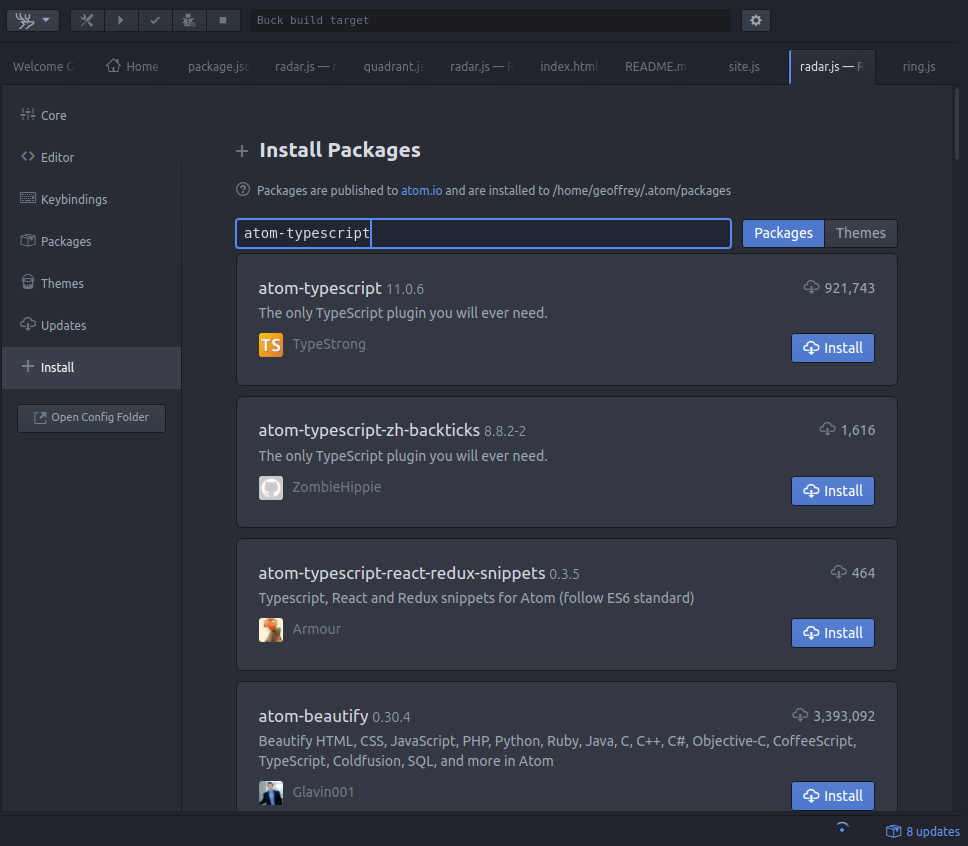 Buck build target
Welcome G
Home
package.jso
radar.js — r
quadrant.js
radar.js — R
index.html
README.m
site.js
radar.js — R
ring.js
Core
Editor
Keybindings
Packages
Themes
Updates
Install
Open Config Folder
Install Packages
Packages are published to atom.io and are installed to /home/geoffrey/.atom/packages
atom-typescript
Packages
Themes
atom-typescript 11.0.6
921,743
The only TypeScript plugin you will ever need.
TS
TypeStrong
Install
atom-typescript-zh-backticks 8.8.2-2
1,616
The only TypeScript plugin you will ever need.
ZombieHippie
Install
atom-typescript-react-redux-snippets 0.3.5
464
Typescript, React and Redux snippets for Atom (follow ES6 standard)
Armour
Install
atom-beautify 0.30.4
3,393,092
Beautify HTML, CSS, JavaScript, PHP, Python, Ruby, Java, C, C++, C#, Objective-C, CoffeeScript,
TypeScript, Coldfusion, SQL, and more in Atom
Glavin001
Install
8 updates